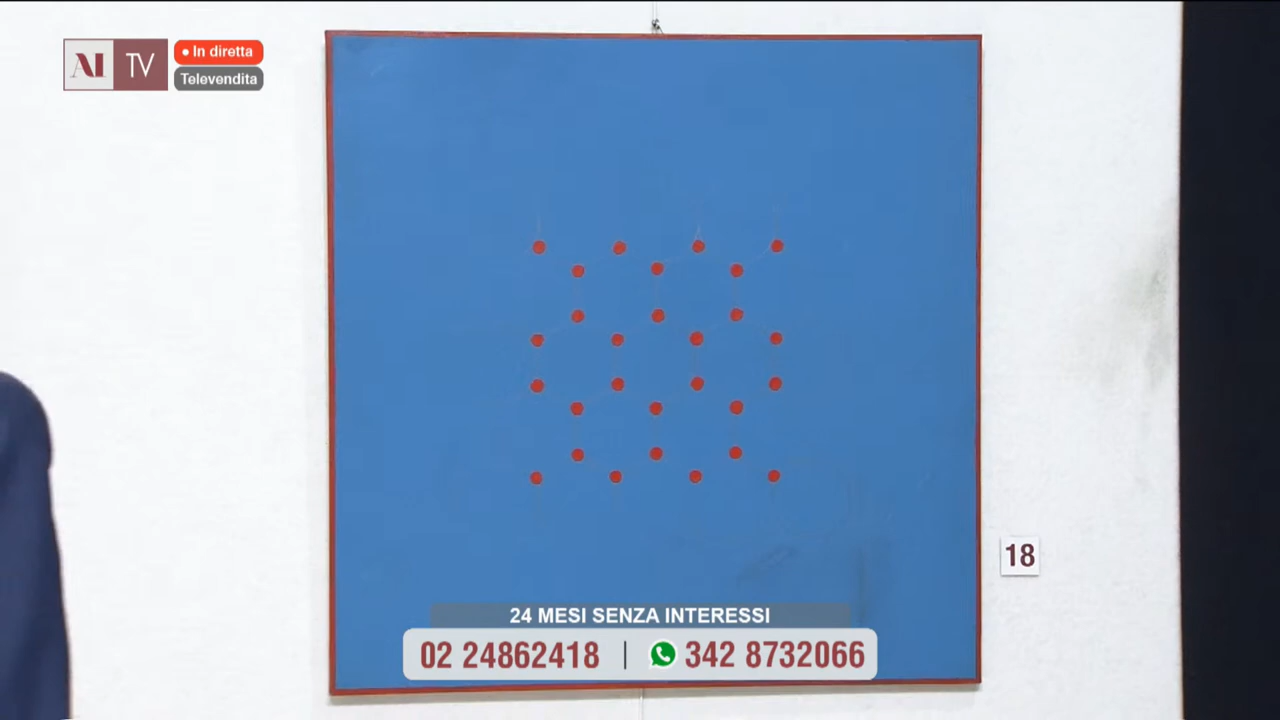 AI TV
In diretta
Televendita
18
24 MESI SENZA INTERESSI
02 24862418 | 342 8732066